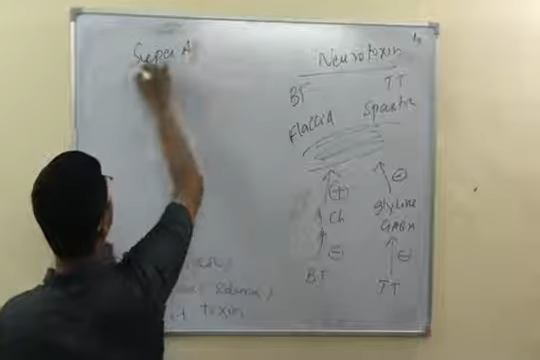 Super A
Neurotoxin
BT TT
Flaccid Spastic
⊕ ⊖
Ch glycine
GABA
⊖ ⊖
BT TT
toxin